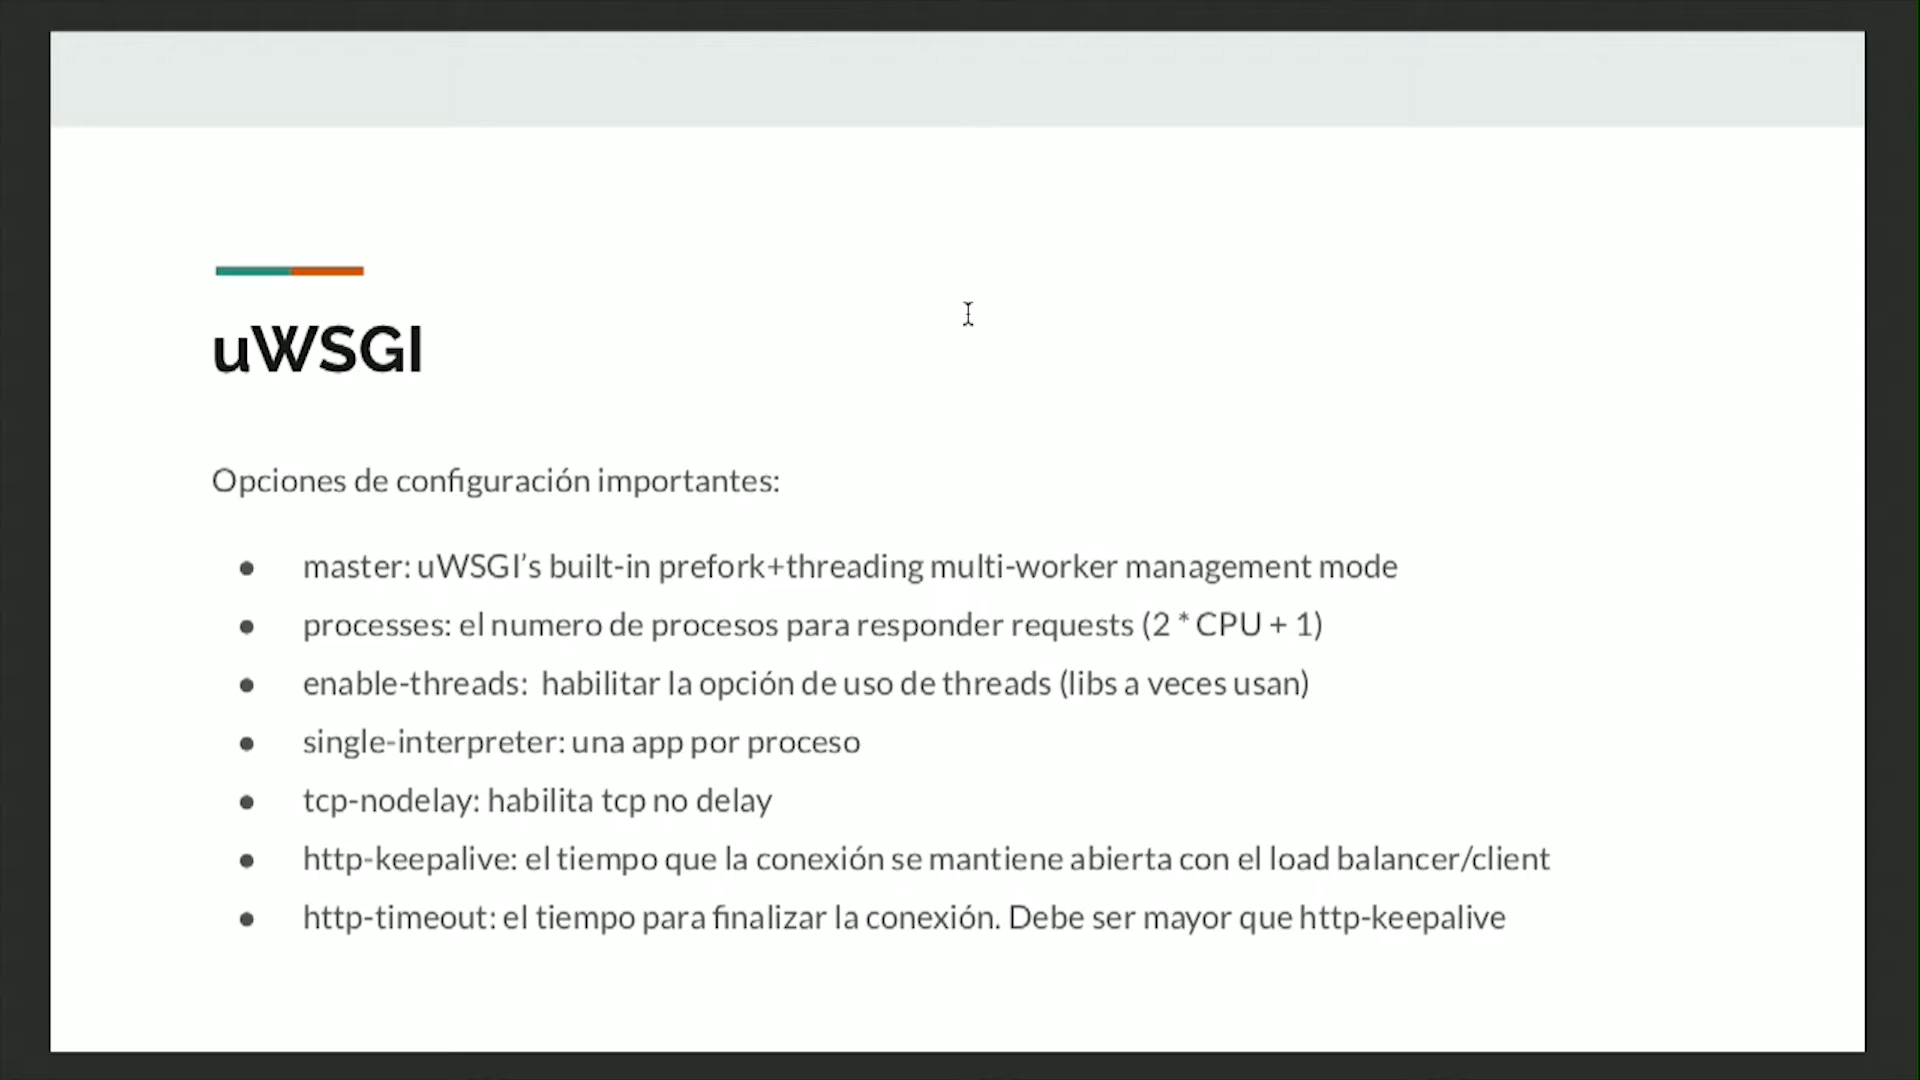 uWSGI
Opciones de configuración importantes:
● master: uWSGI’s built-in prefork+threading multi-worker management mode
● processes: el numero de procesos para responder requests (2 * CPU + 1)
● enable-threads: habilitar la opción de uso de threads (libs a veces usan)
● single-interpreter: una app por proceso
● tcp-nodelay: habilita tcp no delay
● http-keepalive: el tiempo que la conexión se mantiene abierta con el load balancer/client
● http-timeout: el tiempo para finalizar la conexión. Debe ser mayor que http-keepalive